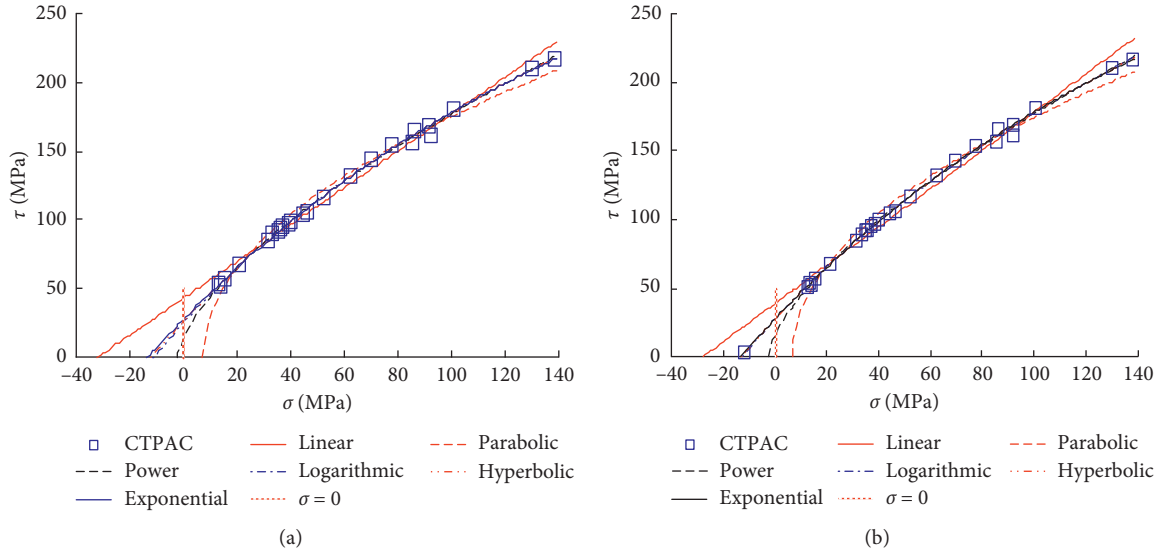 250
200
150
100
50
0
τ (MPa)
−40 −20 0 20 40 60 80 100 120 140
σ (MPa)
CTPAC Linear Parabolic
Power Logarithmic Hyperbolic
Exponential σ = 0
(a)
250
200
150
100
50
0
τ (MPa)
−40 −20 0 20 40 60 80 100 120 140
σ (MPa)
CTPAC Linear Parabolic
Power Logarithmic Hyperbolic
Exponential σ = 0
(b)